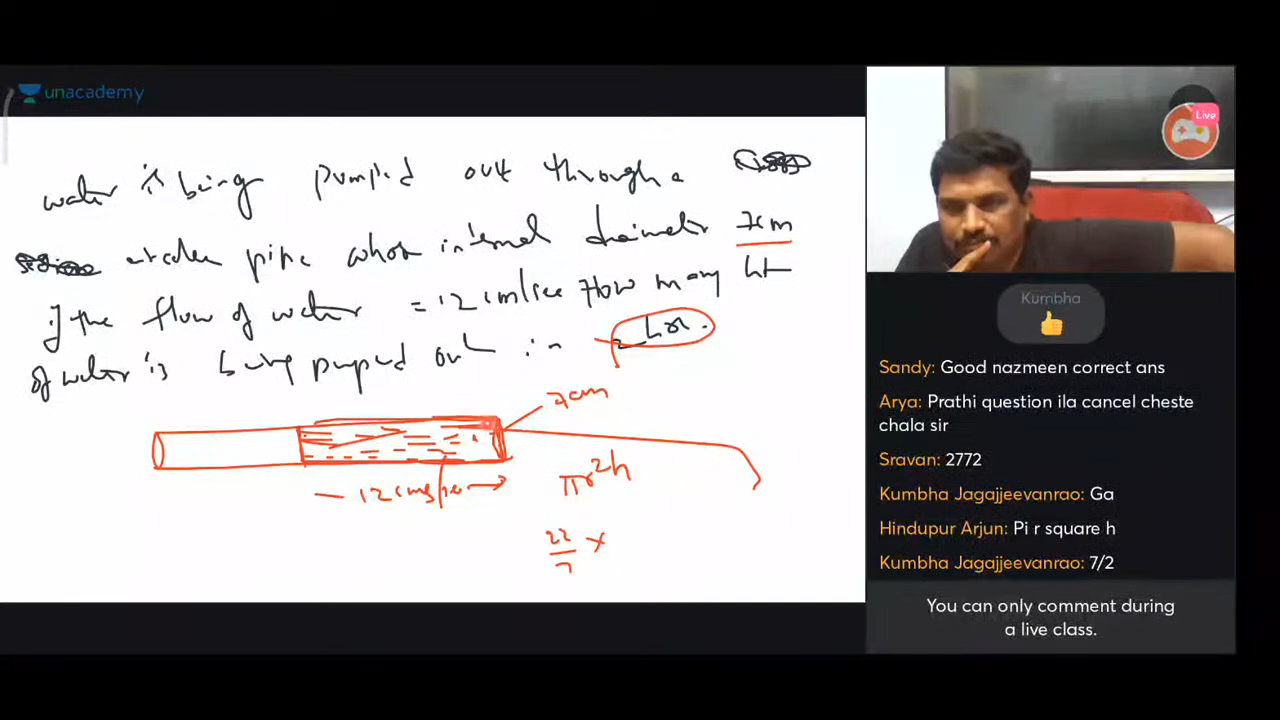 unacademy
Live
water is being pumped out through a
circular pipe whose internal diameter 7cm
If the flow of water = 12 cm/sec How many lit
of water is being pumped out in hr.
7cm
12 cms/sec
πr²h
22/7 ×
Kumbha
👍
Sandy: Good nazmeen correct ans
Arya: Prathi question ila cancel cheste
chala sir
Sravan: 2772
Kumbha Jagajjeevanrao: Ga
Hindupur Arjun: Pi r square h
Kumbha Jagajjeevanrao: 7/2
You can only comment during
a live class.